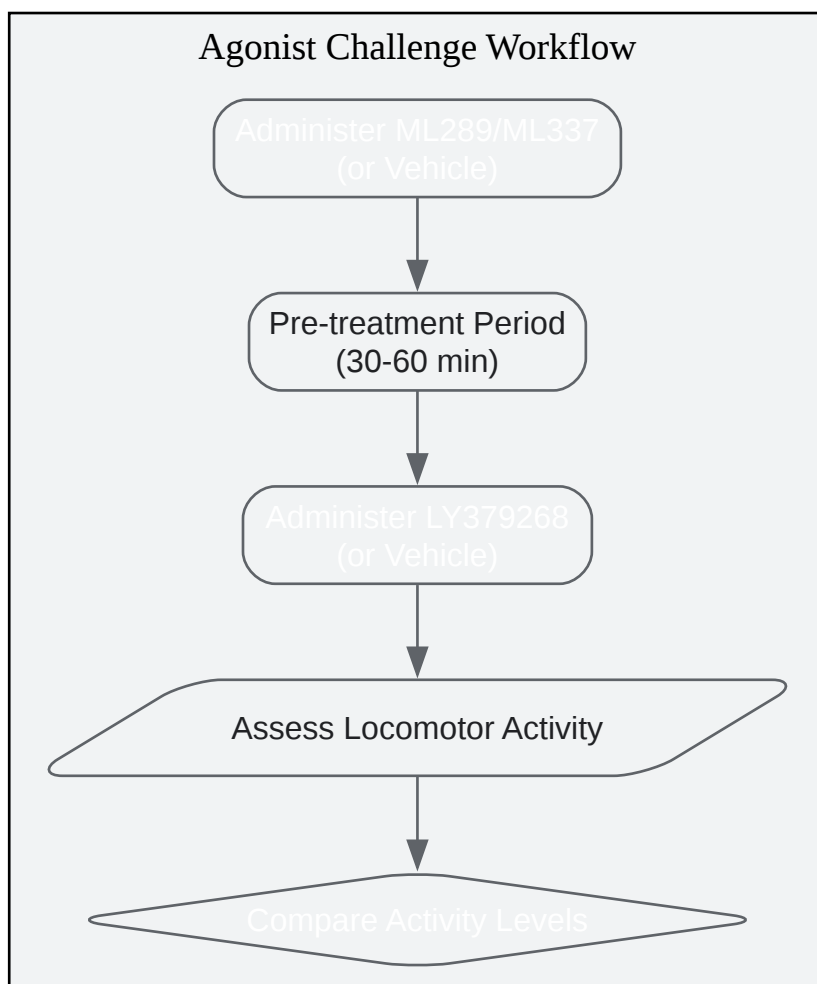 Agonist Challenge Workflow
Administer ML289/ML337
(or Vehicle)
Pre-treatment Period
(30-60 min)
Administer LY379268
(or Vehicle)
Assess Locomotor Activity
Compare Activity Levels